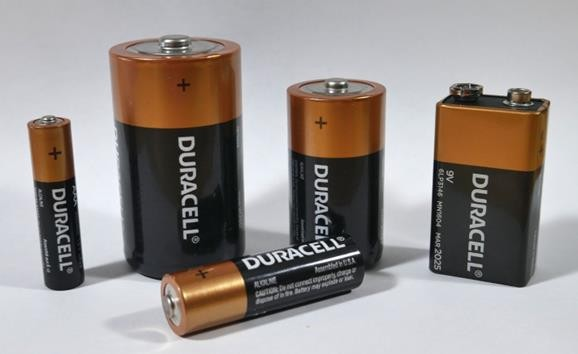 +
DURACELL®
ALKALINE
AAA
+
DURACELL®
+
DURACELL®
9V
6LP3146 MN1604 MAR 2025
DURACELL®
+
DURACELL®
Assembled in U.S.A.
ALKALINE
CAUTION: Do not connect improperly, charge or
dispose of in fire. Battery may explode or leak.